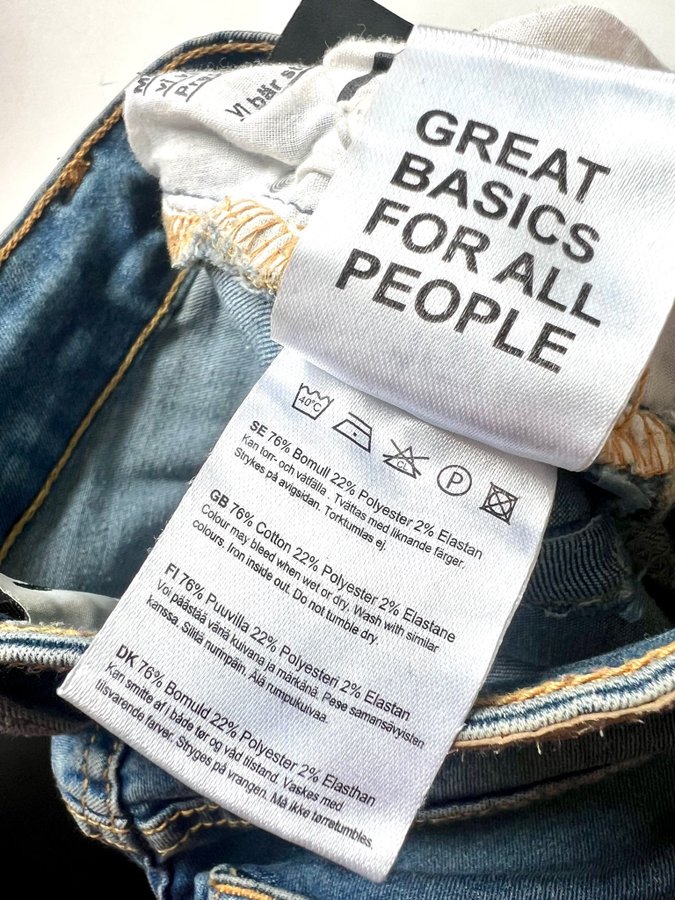 Vi bär s
GREAT
BASICS
FOR ALL
PEOPLE
40°C
CL
P
SE 76% Bomull 22% Polyester 2% Elastan
Kan torr- och våtfälla . Tvättas med liknande färger.
Strykes på avigsidan. Torktumlas ej.
GB 76% Cotton 22% Polyester 2% Elastane
Colour may bleed when wet or dry. Wash with similar
colours. Iron inside out. Do not tumble dry.
FI 76% Puuvilla 22% Polyesteri 2% Elastan
Voi päästää väriä kuivana ja märkänä. Pese samansävyisten
kanssa. Silitä nurinpäin. Älä rumpukuivaa.
DK 76% Bomuld 22% Polyester 2% Elasthan
Kan smitte af i både tør og våd tilstand. Vaskes med
tilsvarende farver. Stryges på vrangen. Må ikke tørretumbles.